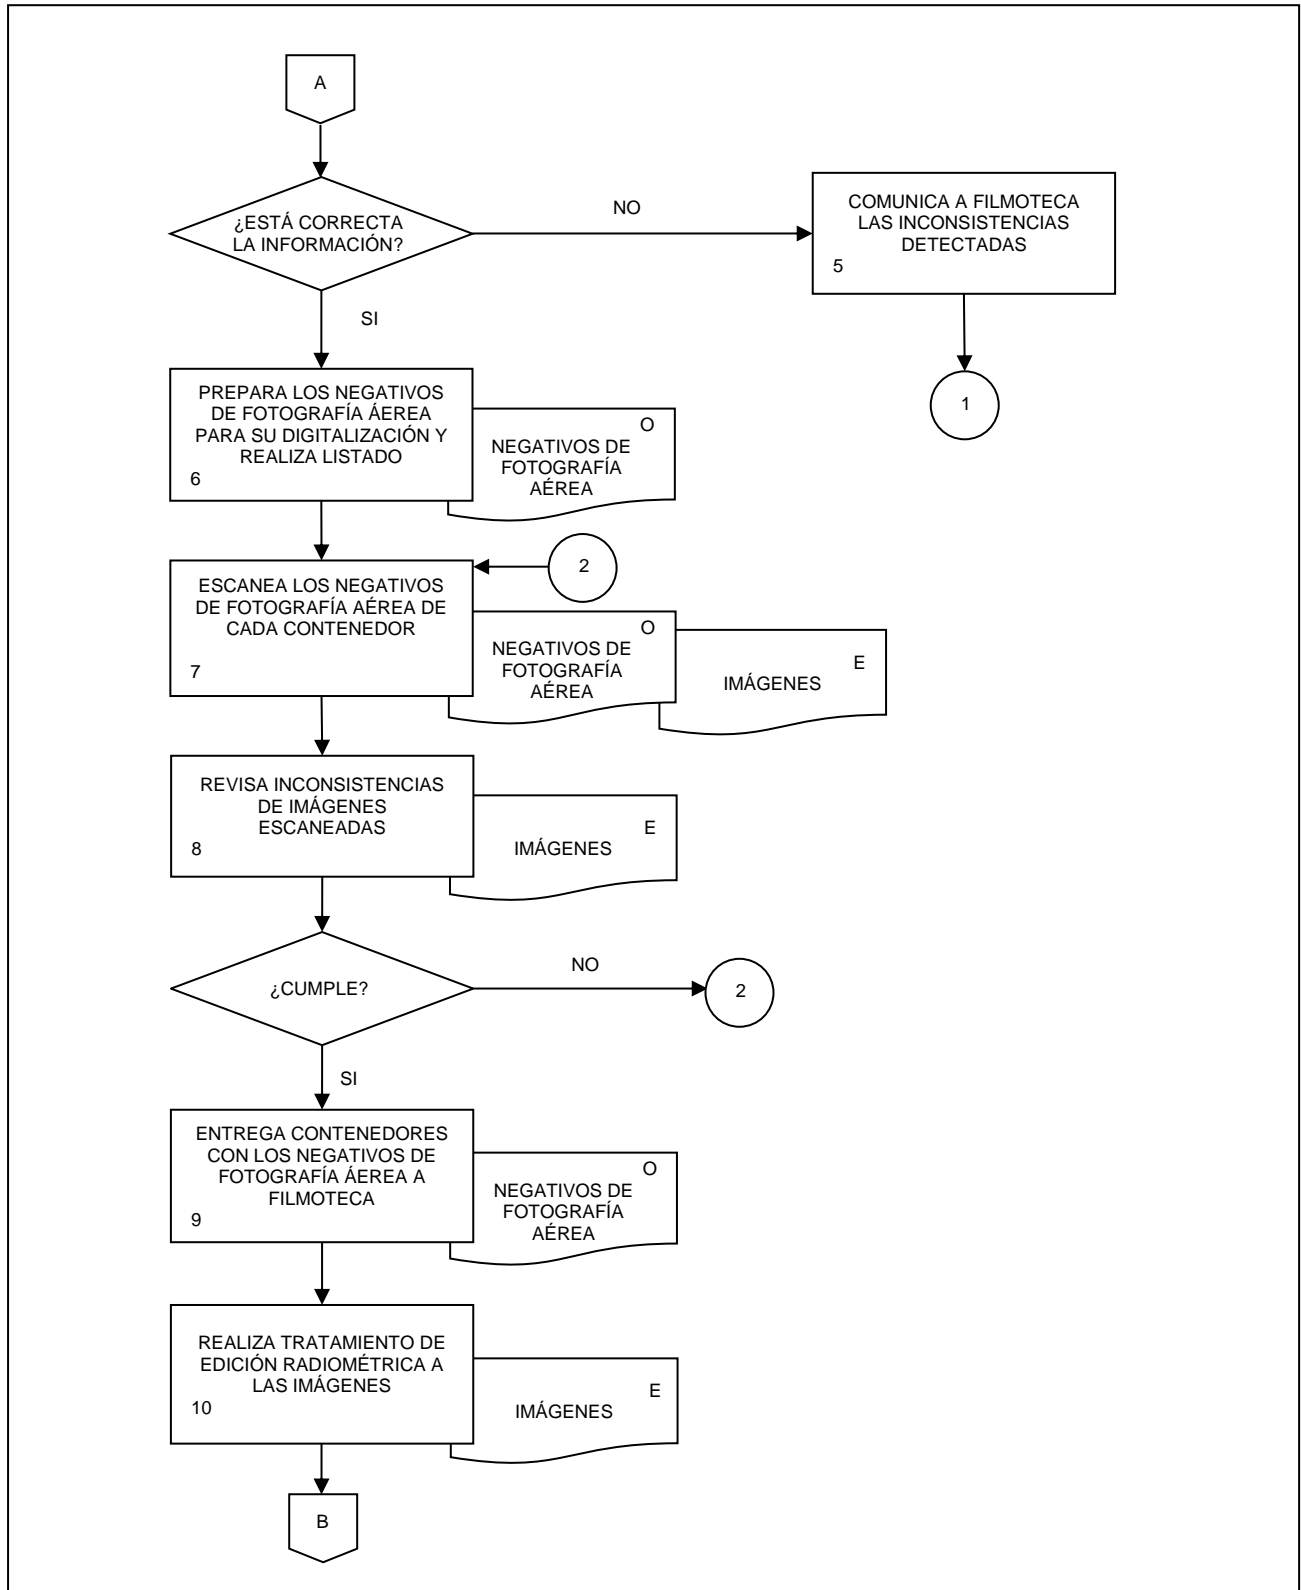 A
¿ESTÁ CORRECTA
LA INFORMACIÓN?
NO
COMUNICA A FILMOTECA
LAS INCONSISTENCIAS
DETECTADAS
5
SI
1
PREPARA LOS NEGATIVOS
DE FOTOGRAFÍA ÁEREA
PARA SU DIGITALIZACIÓN Y
REALIZA LISTADO
6
O
NEGATIVOS DE
FOTOGRAFÍA
AÉREA
2
ESCANEA LOS NEGATIVOS
DE FOTOGRAFÍA AÉREA DE
CADA CONTENEDOR
7
O
NEGATIVOS DE
FOTOGRAFÍA
AÉREA
E
IMÁGENES
REVISA INCONSISTENCIAS
DE IMÁGENES
ESCANEADAS
8
E
IMÁGENES
¿CUMPLE?
NO
2
SI
ENTREGA CONTENEDORES
CON LOS NEGATIVOS DE
FOTOGRAFÍA ÁEREA A
FILMOTECA
9
O
NEGATIVOS DE
FOTOGRAFÍA
AÉREA
REALIZA TRATAMIENTO DE
EDICIÓN RADIOMÉTRICA A
LAS IMÁGENES
10
E
IMÁGENES
B